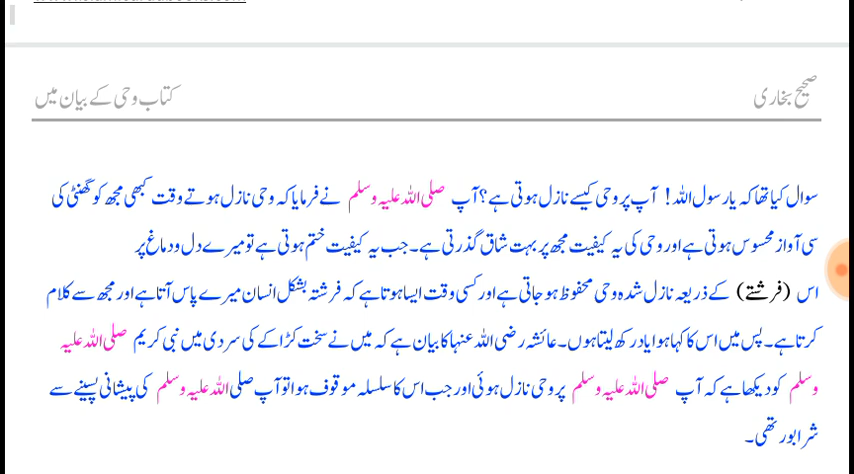 صحیح بخاری
کتاب وحی کے بیان میں
سوال کیا تھا کہ یا رسول اللہ! آپ پر وحی کیسے نازل ہوتی ہے؟ آپ صلی اللہ علیہ وسلم نے فرمایا کہ وحی نازل ہوتے وقت کبھی مجھ کو گھنٹی کی
سی آواز محسوس ہوتی ہے اور وحی کی یہ کیفیت مجھ پر بہت شاق گذرتی ہے۔ جب یہ کیفیت ختم ہوتی ہے تو میرے دل و دماغ پر
اس (فرشتے) کے ذریعہ نازل شدہ وحی محفوظ ہو جاتی ہے اور کسی وقت ایسا ہوتا ہے کہ فرشتہ بشکل انسان میرے پاس آتا ہے اور مجھ سے کلام
کرتا ہے۔ پس میں اس کا کہا ہوا یاد رکھ لیتا ہوں۔ عائشہ رضی اللہ عنہا کا بیان ہے کہ میں نے سخت کڑاکے کی سردی میں نبی کریم صلی اللہ علیہ
وسلم کو دیکھا ہے کہ آپ صلی اللہ علیہ وسلم پر وحی نازل ہوئی اور جب اس کا سلسلہ موقوف ہوا تو آپ صلی اللہ علیہ وسلم کی پیشانی پسینے سے
شرابور تھی۔